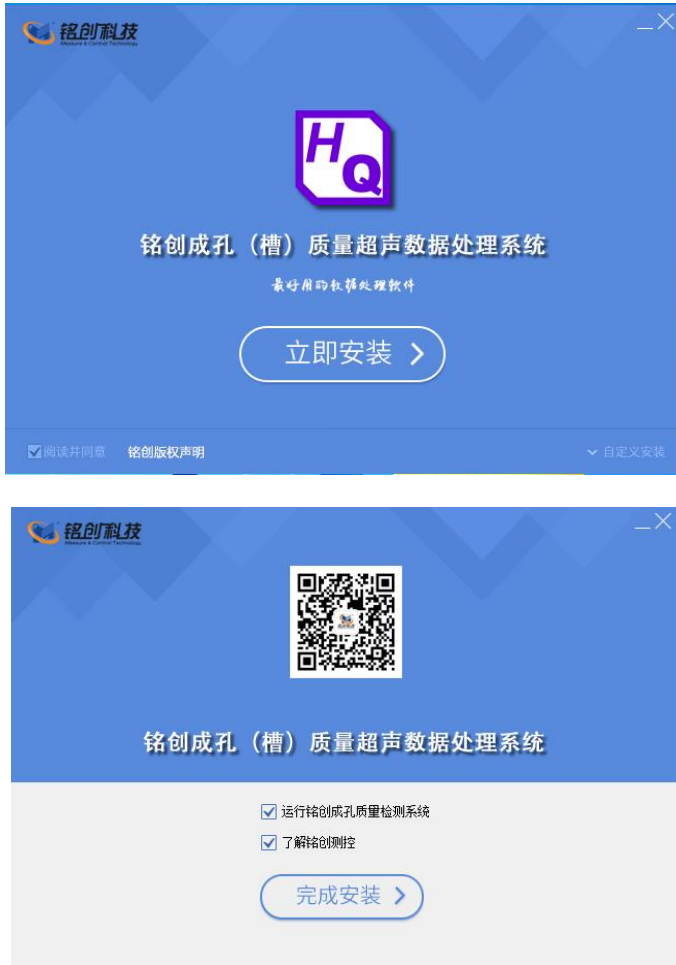 铭创科技
Measure & Control Technology
HQ
铭创成孔（槽）质量超声数据处理系统
最好用的数据处理软件
立即安装
阅读并同意 铭创版权声明
自定义安装
铭创科技
Measure & Control Technology
铭创成孔（槽）质量超声数据处理系统
运行铭创成孔质量检测系统
了解铭创测控
完成安装